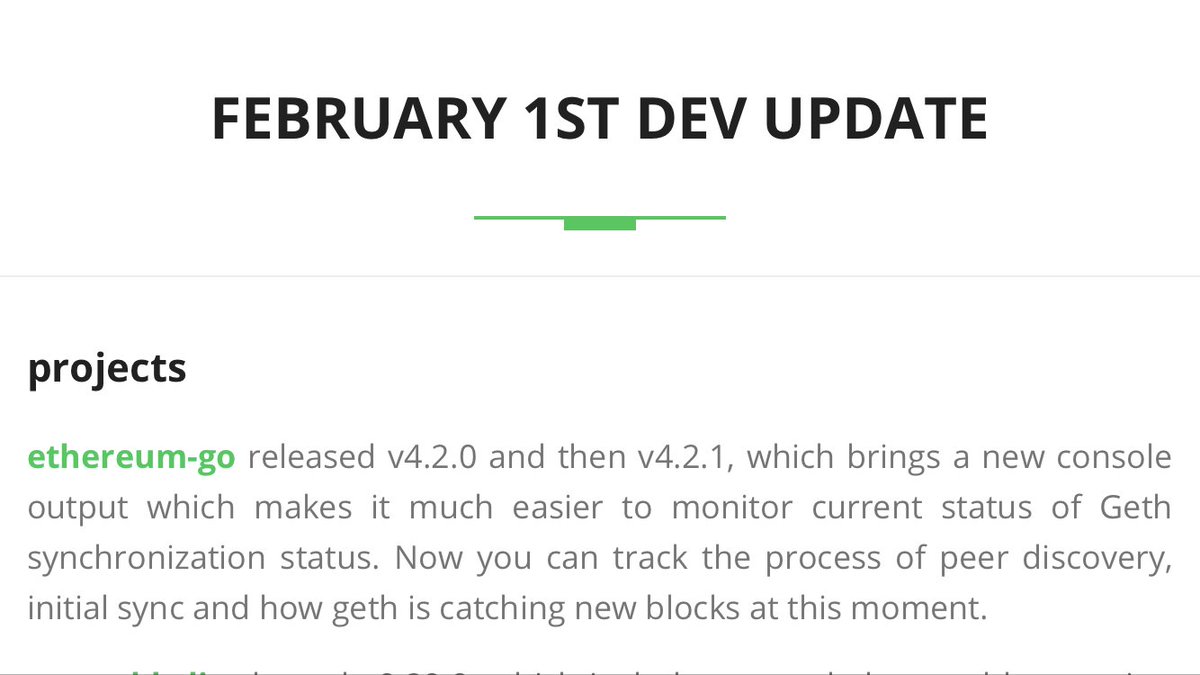 FEBRUARY 1ST DEV UPDATE
projects
ethereum-go released v4.2.0 and then v4.2.1, which brings a new console
output which makes it much easier to monitor current status of Geth
synchronization status. Now you can track the process of peer discovery,
initial sync and how geth is catching new blocks at this moment.